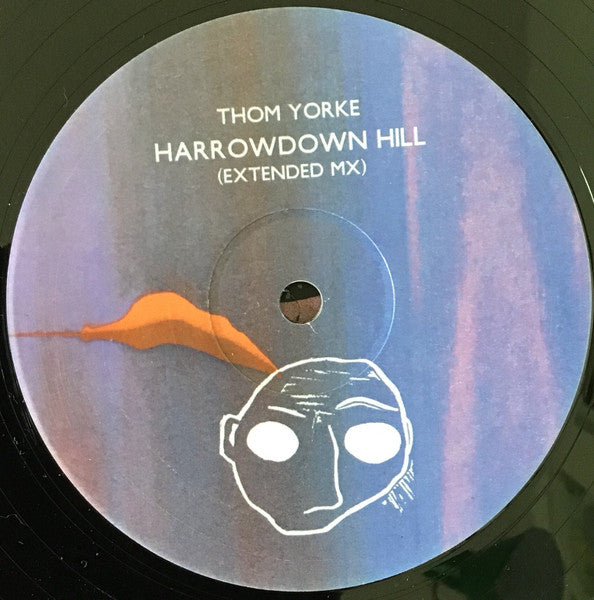 THOM YORKE
HARROWDOWN HILL
(EXTENDED MX)